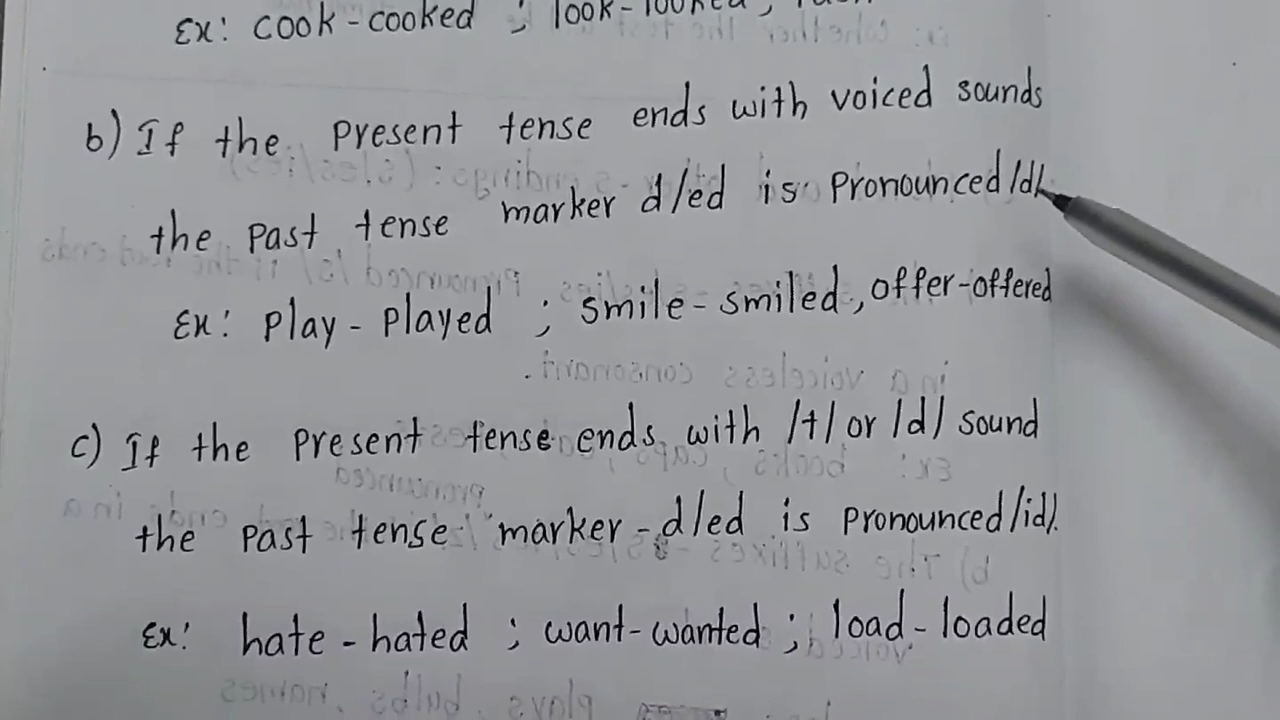 Ex: cook-cooked ; look-looked ;
b) If the present tense ends with voiced sounds
the past tense marker d/ed is pronounced /d/
Ex: play-played ; smile-smiled, offer-offered
c) If the present tense ends with /t/ or /d/ sound
the past tense marker-d/ed is pronounced /id/.
Ex: hate-hated ; want-wanted ; load-loaded